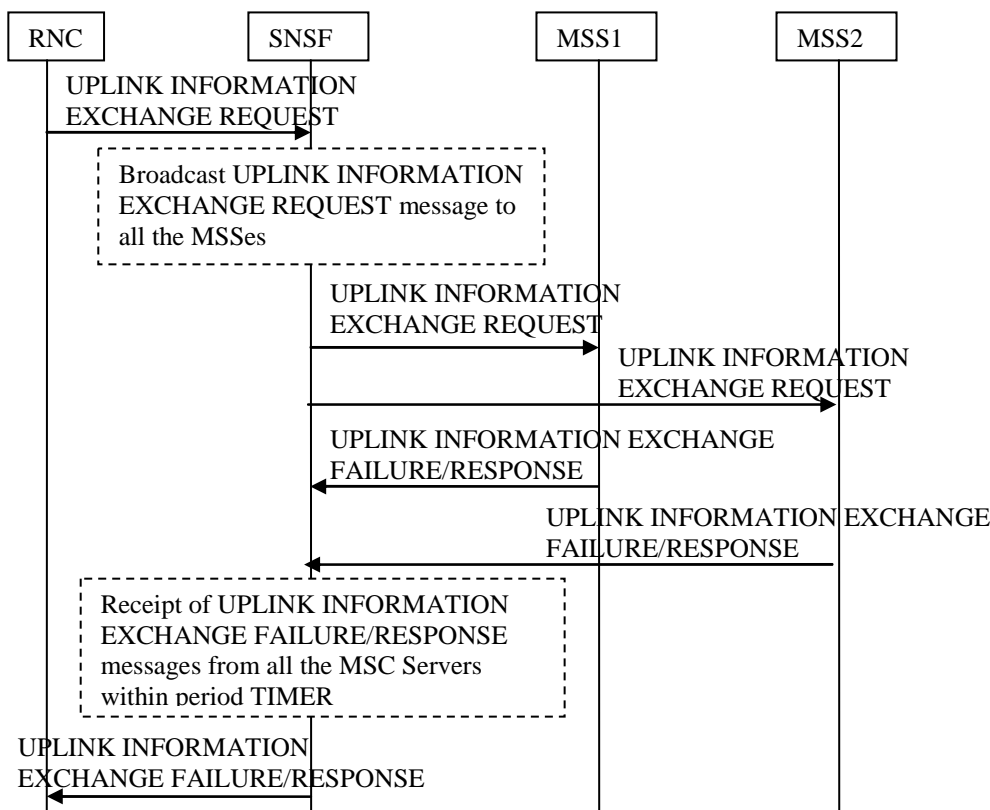 RNC
SNSF
MSS1
MSS2
UPLINK INFORMATION
EXCHANGE REQUEST
Broadcast UPLINK INFORMATION
EXCHANGE REQUEST message to
all the MSSes
UPLINK INFORMATION
EXCHANGE REQUEST
UPLINK INFORMATION
EXCHANGE REQUEST
UPLINK INFORMATION EXCHANGE
FAILURE/RESPONSE
UPLINK INFORMATION EXCHANGE
FAILURE/RESPONSE
Receipt of UPLINK INFORMATION
EXCHANGE FAILURE/RESPONSE
messages from all the MSC Servers
within period TIMER
UPLINK INFORMATION
EXCHANGE FAILURE/RESPONSE